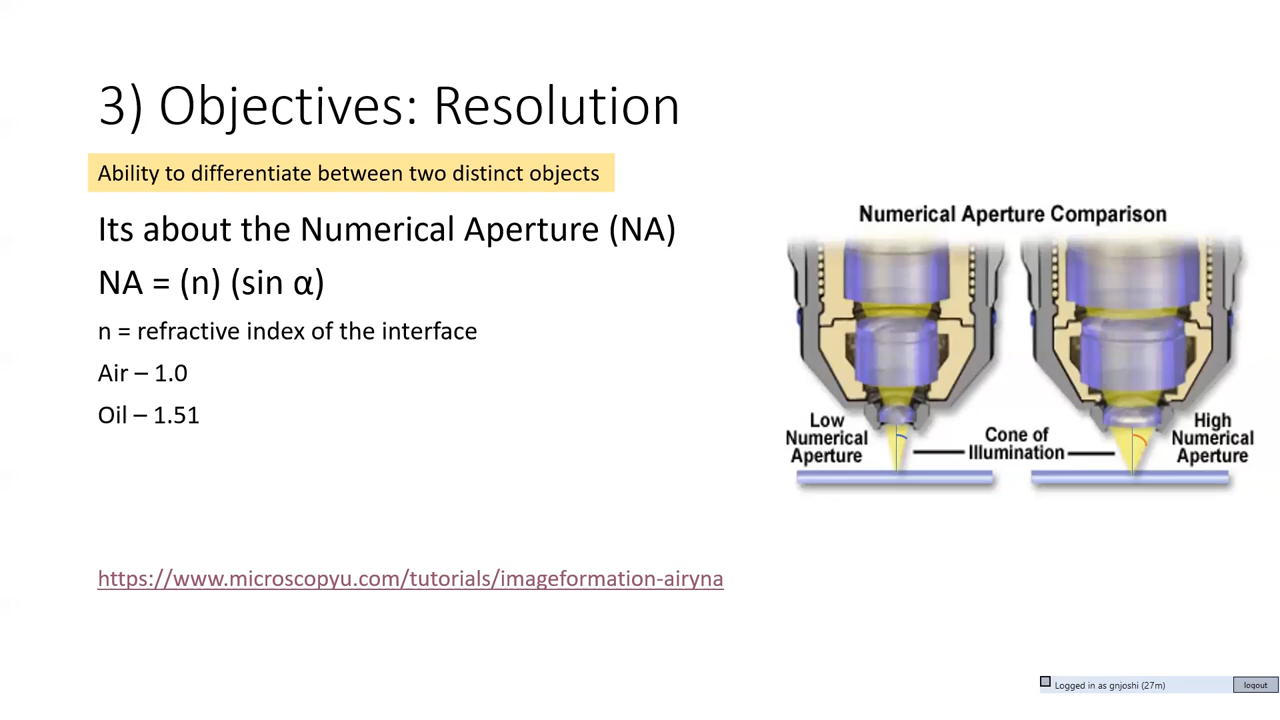 3) Objectives: Resolution
Ability to differentiate between two distinct objects
Its about the Numerical Aperture (NA)
NA = (n) (sin α)
n = refractive index of the interface
Air – 1.0
Oil – 1.51
https://www.microscopyu.com/tutorials/imageformation-airyna
Numerical Aperture Comparison
Low
Numerical
Aperture
Cone of
Illumination
High
Numerical
Aperture
Logged in as gnjoshi (27m)
logout